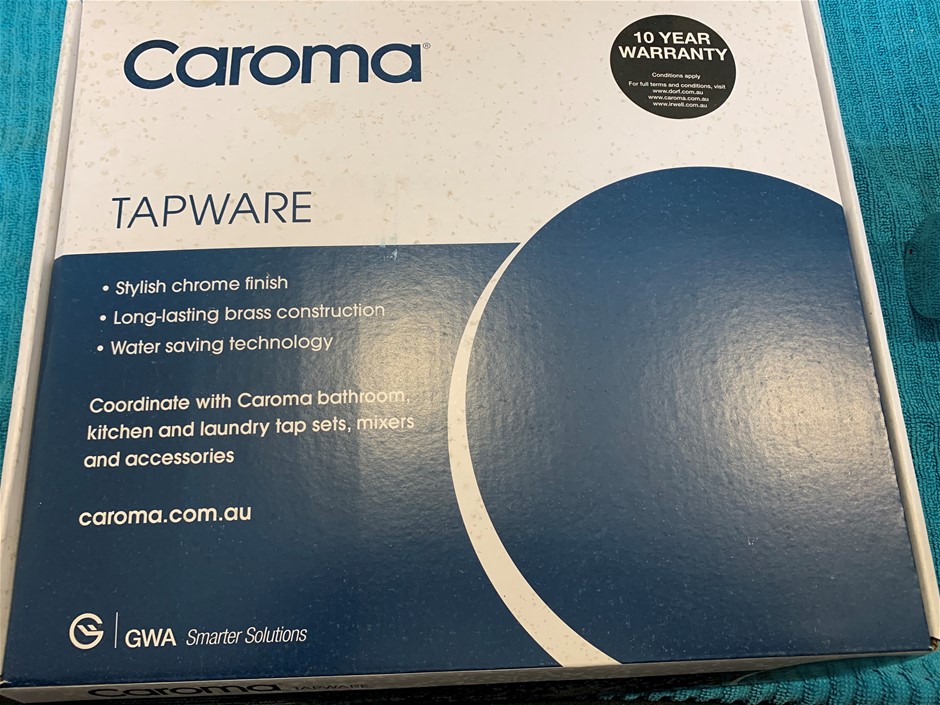 Caroma®
10 YEAR
WARRANTY
Conditions apply
For full terms and conditions, visit
www.dorf.com.au
www.caroma.com.au
www.irwell.com.au
TAPWARE
• Stylish chrome finish
• Long-lasting brass construction
• Water saving technology
Coordinate with Caroma bathroom,
kitchen and laundry tap sets, mixers
and accessories
caroma.com.au
GWA Smarter Solutions
Caroma TAPWARE